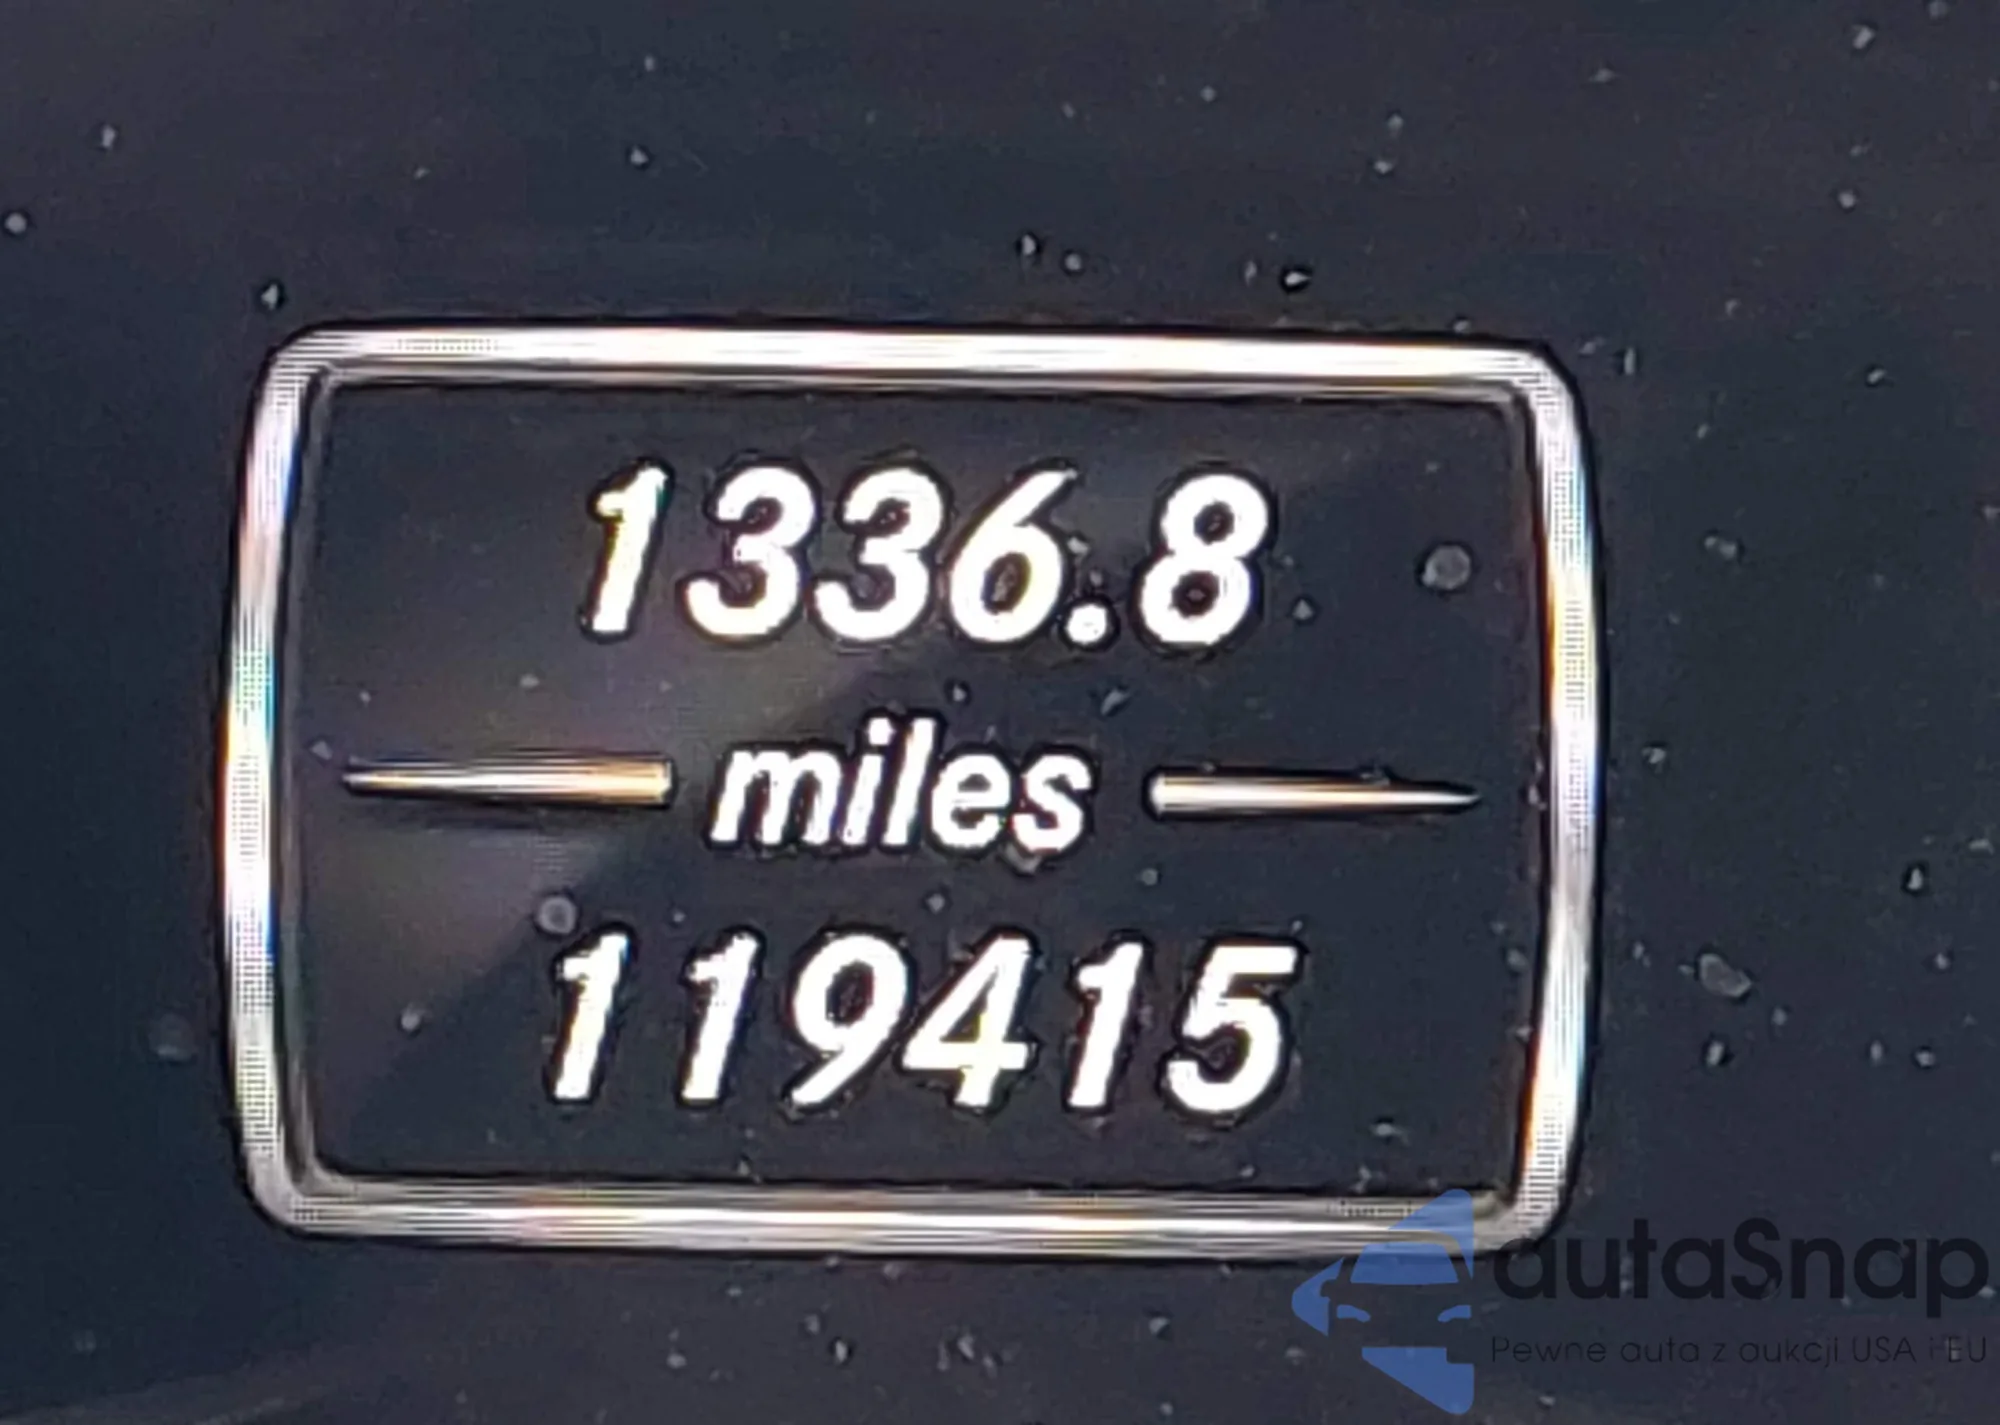 1336.8
miles
119415
autaSnap
Pewne auta z aukcji USA i EU